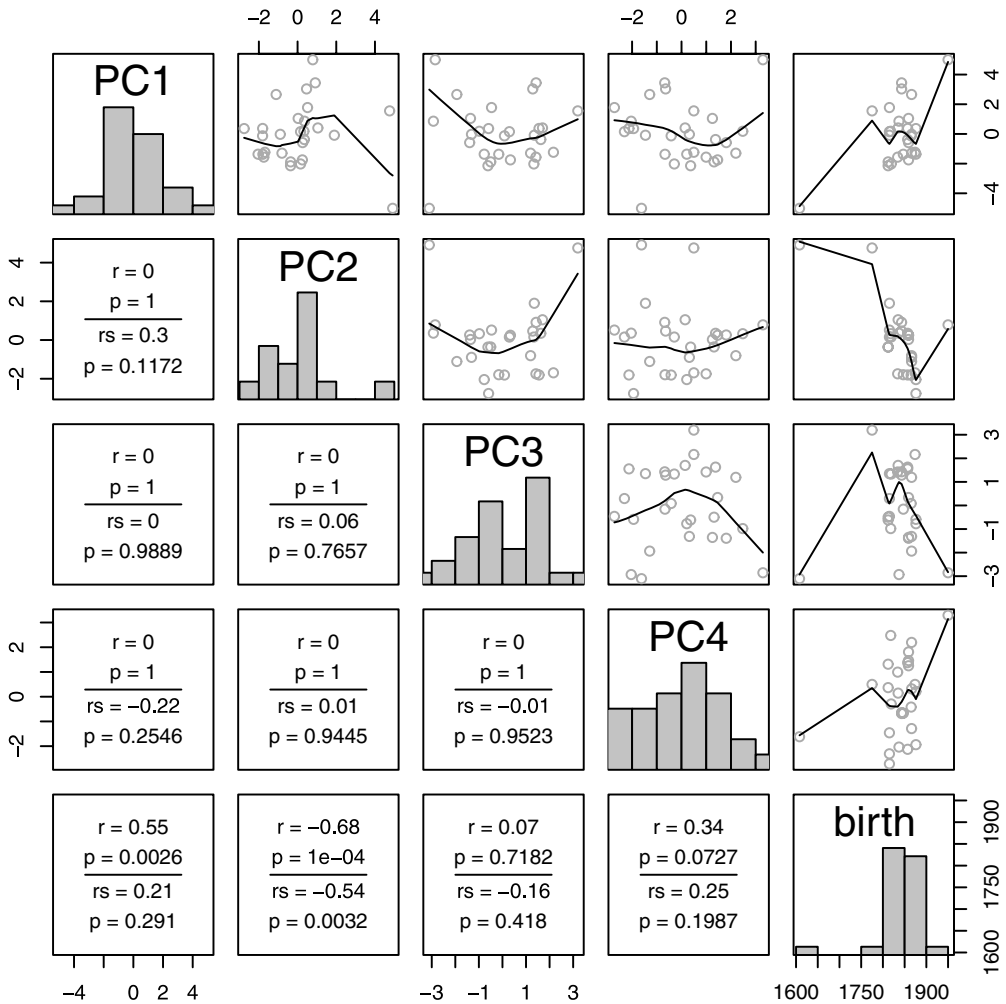 −2 0 2 4
−2 0 2
PC1
−4 0 2 4
r = 0
p = 1
rs = 0.3
p = 0.1172
PC2
−2 0 2 4
r = 0
p = 1
rs = 0
p = 0.9889
r = 0
p = 1
rs = 0.06
p = 0.7657
PC3
−3 −1 1 3
r = 0
p = 1
rs = −0.22
p = 0.2546
r = 0
p = 1
rs = 0.01
p = 0.9445
r = 0
p = 1
rs = −0.01
p = 0.9523
PC4
−2 0 2
r = 0.55
p = 0.0026
rs = 0.21
p = 0.291
r = −0.68
p = 1e−04
rs = −0.54
p = 0.0032
r = 0.07
p = 0.7182
rs = −0.16
p = 0.418
r = 0.34
p = 0.0727
rs = 0.25
p = 0.1987
birth
1600 1750 1900
−4 0 2 4
−3 −1 1 3
1600 1750 1900